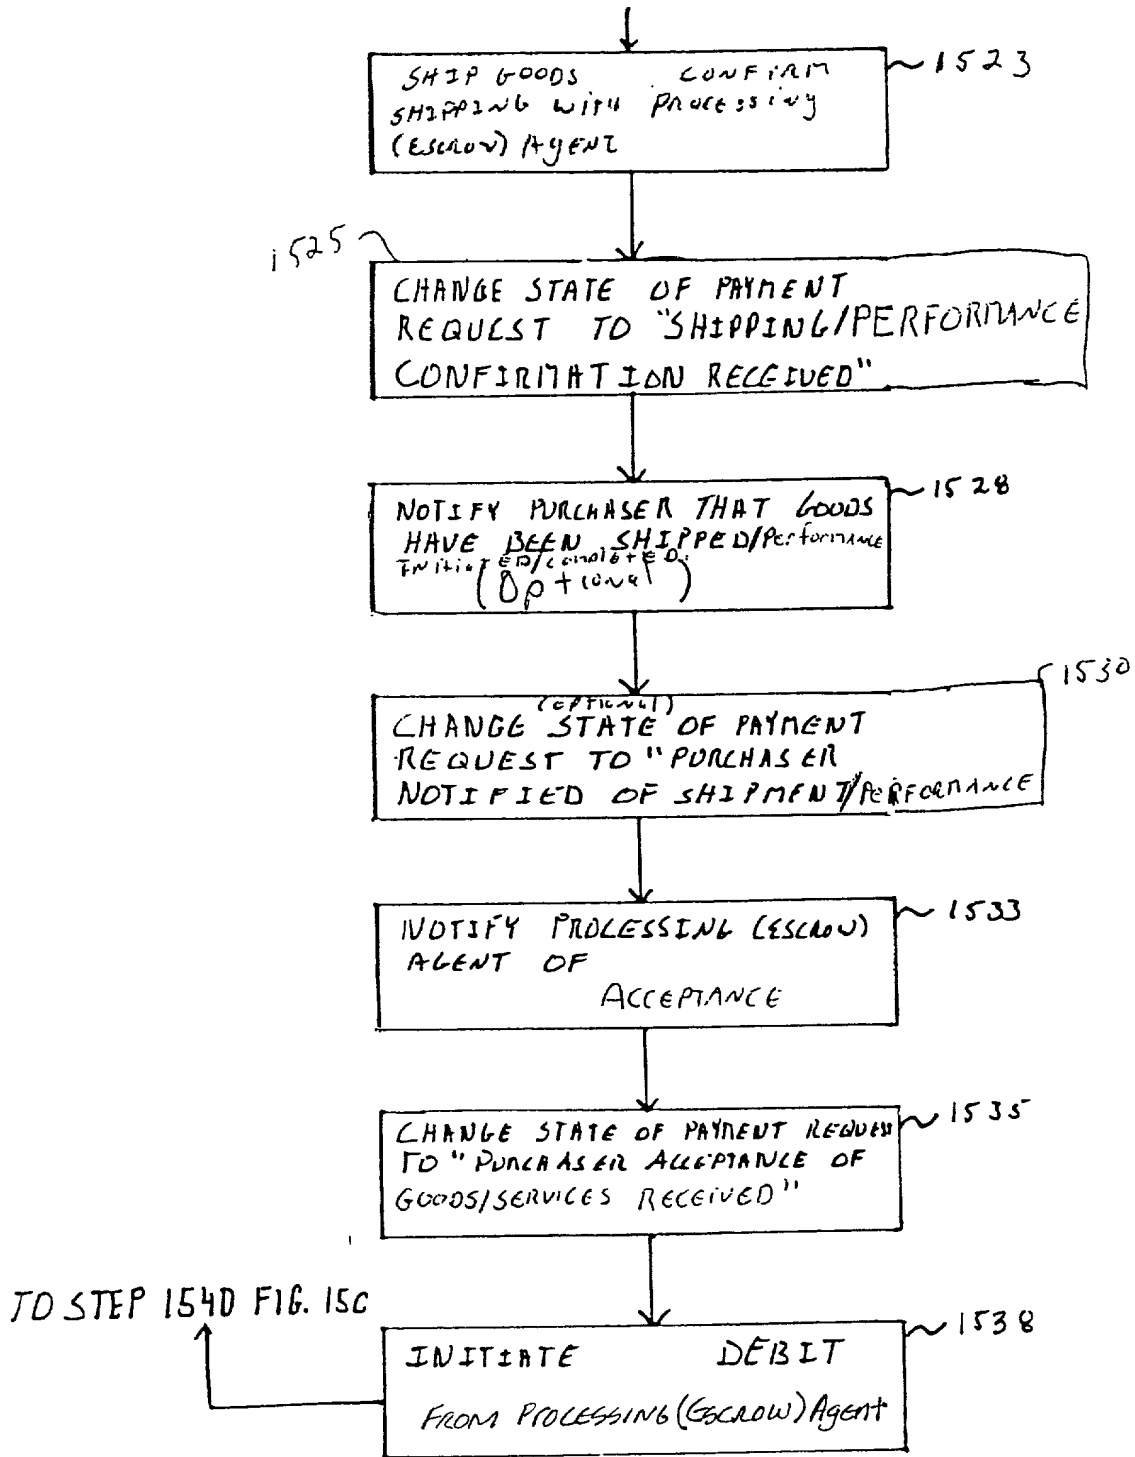 SHIP GOODS CONFIRM
SHIPPING WITH PROCESSING
(ESCROW) AGENT
1523
1525
CHANGE STATE OF PAYMENT
REQUEST TO "SHIPPING/PERFORMANCE
CONFIRMATION RECEIVED"
NOTIFY PURCHASER THAT GOODS
HAVE BEEN SHIPPED/Performance
INitiatED/COMPLETED.
(Optional)
1528
1530
(OPTIONAL)
CHANGE STATE OF PAYMENT
REQUEST TO "PURCHASER
NOTIFIED OF SHIPMENT/PERFORMANCE
NOTIFY PROCESSING (ESCROW)
AGENT OF
ACCEPTANCE
1533
CHANGE STATE OF PAYMENT REQUEST
TO "PURCHASER ACCEPTANCE OF
GOODS/SERVICES RECEIVED"
1535
TO STEP 1540 FIG. 15C
INITIATE DEBIT
FROM PROCESSING (ESCROW) Agent
1538